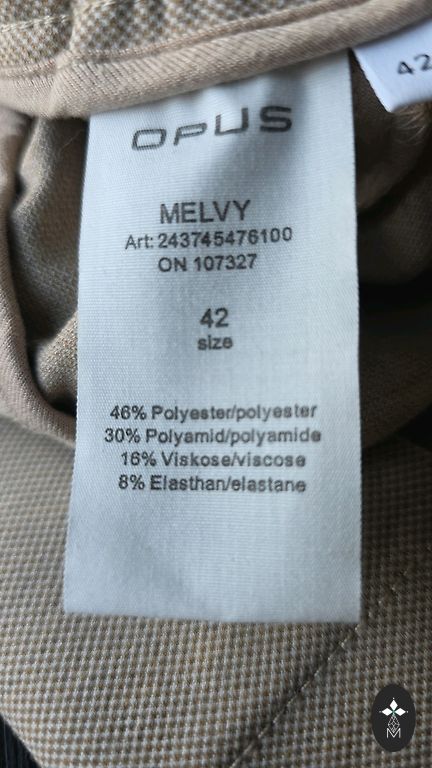 42
OPUS
MELVY
Art: 243745476100
ON 107327
42
size
46% Polyester/polyester
30% Polyamid/polyamide
16% Viskose/viscose
8% Elasthan/elastane
M